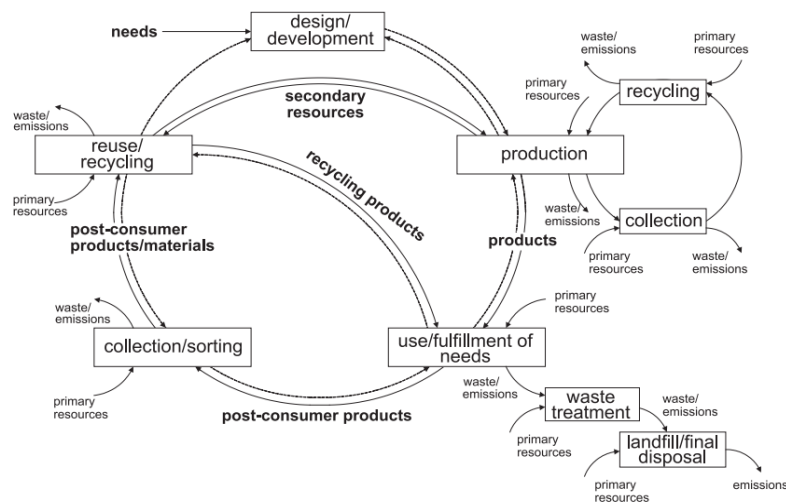 needs
design/
development
waste/
emissions
primary
resources
primary
resources
recycling
secondary
resources
waste/
emissions
reuse/
recycling
production
recycling products
primary
resources
waste/
emissions
collection
post-consumer
products/materials
products
primary
resources
waste/
emissions
waste/
emissions
primary
resources
collection/sorting
use/fulfillment of
needs
primary
resources
waste/
emissions
post-consumer products
waste
treatment
waste/
emissions
primary
resources
landfill/final
disposal
primary
resources
emissions